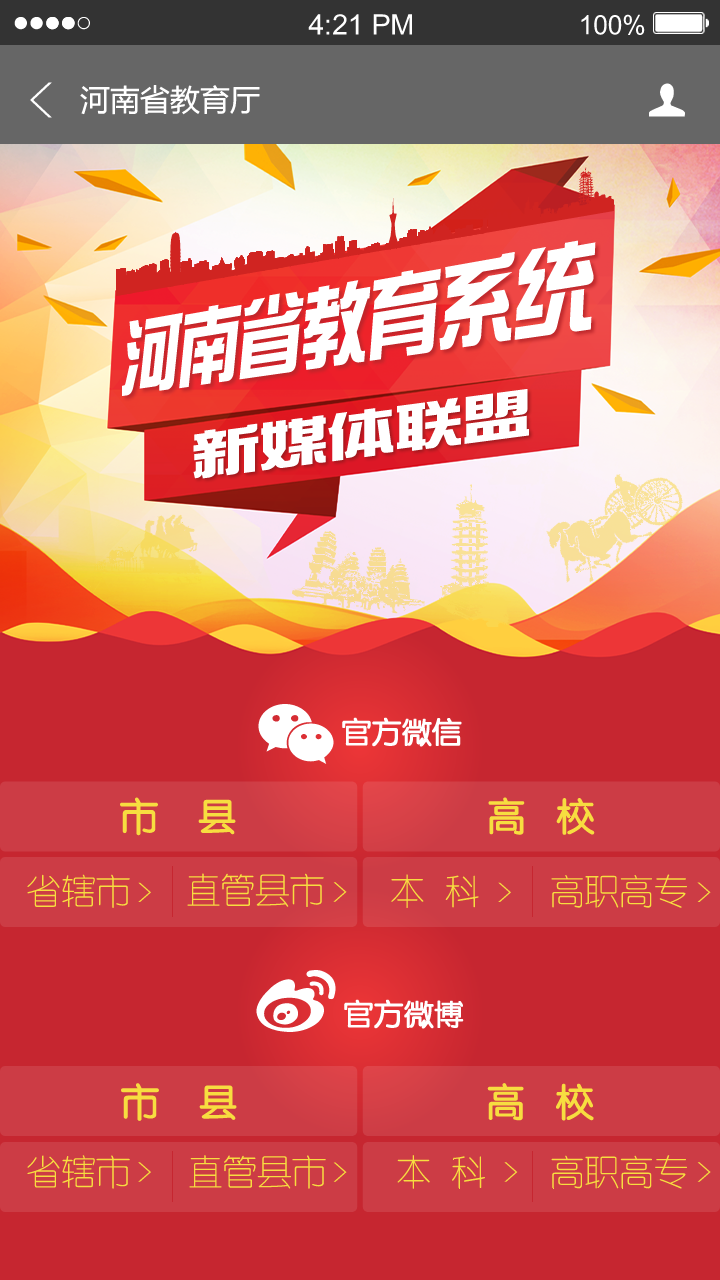 4:21 PM 100%
河南省教育厅
河南省教育系统
新媒体联盟
官方微信
市 县 高 校
省辖市 直管县市 本 科 高职高专
官方微博
市 县 高 校
省辖市 直管县市 本 科 高职高专